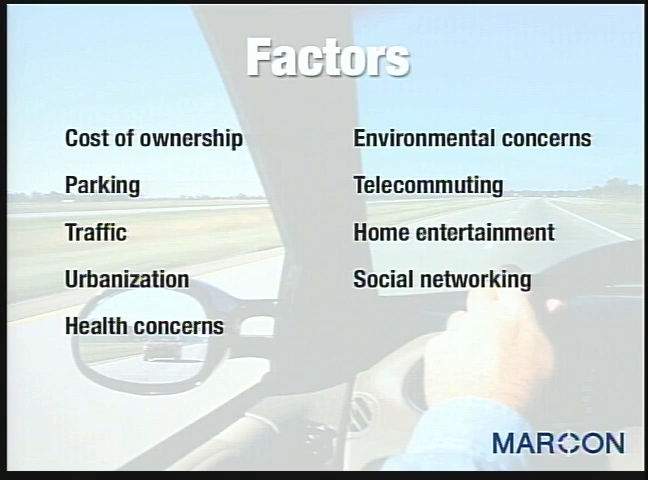 Factors
Cost of ownership
Parking
Traffic
Urbanization
Health concerns
Environmental concerns
Telecommuting
Home entertainment
Social networking
MARCON